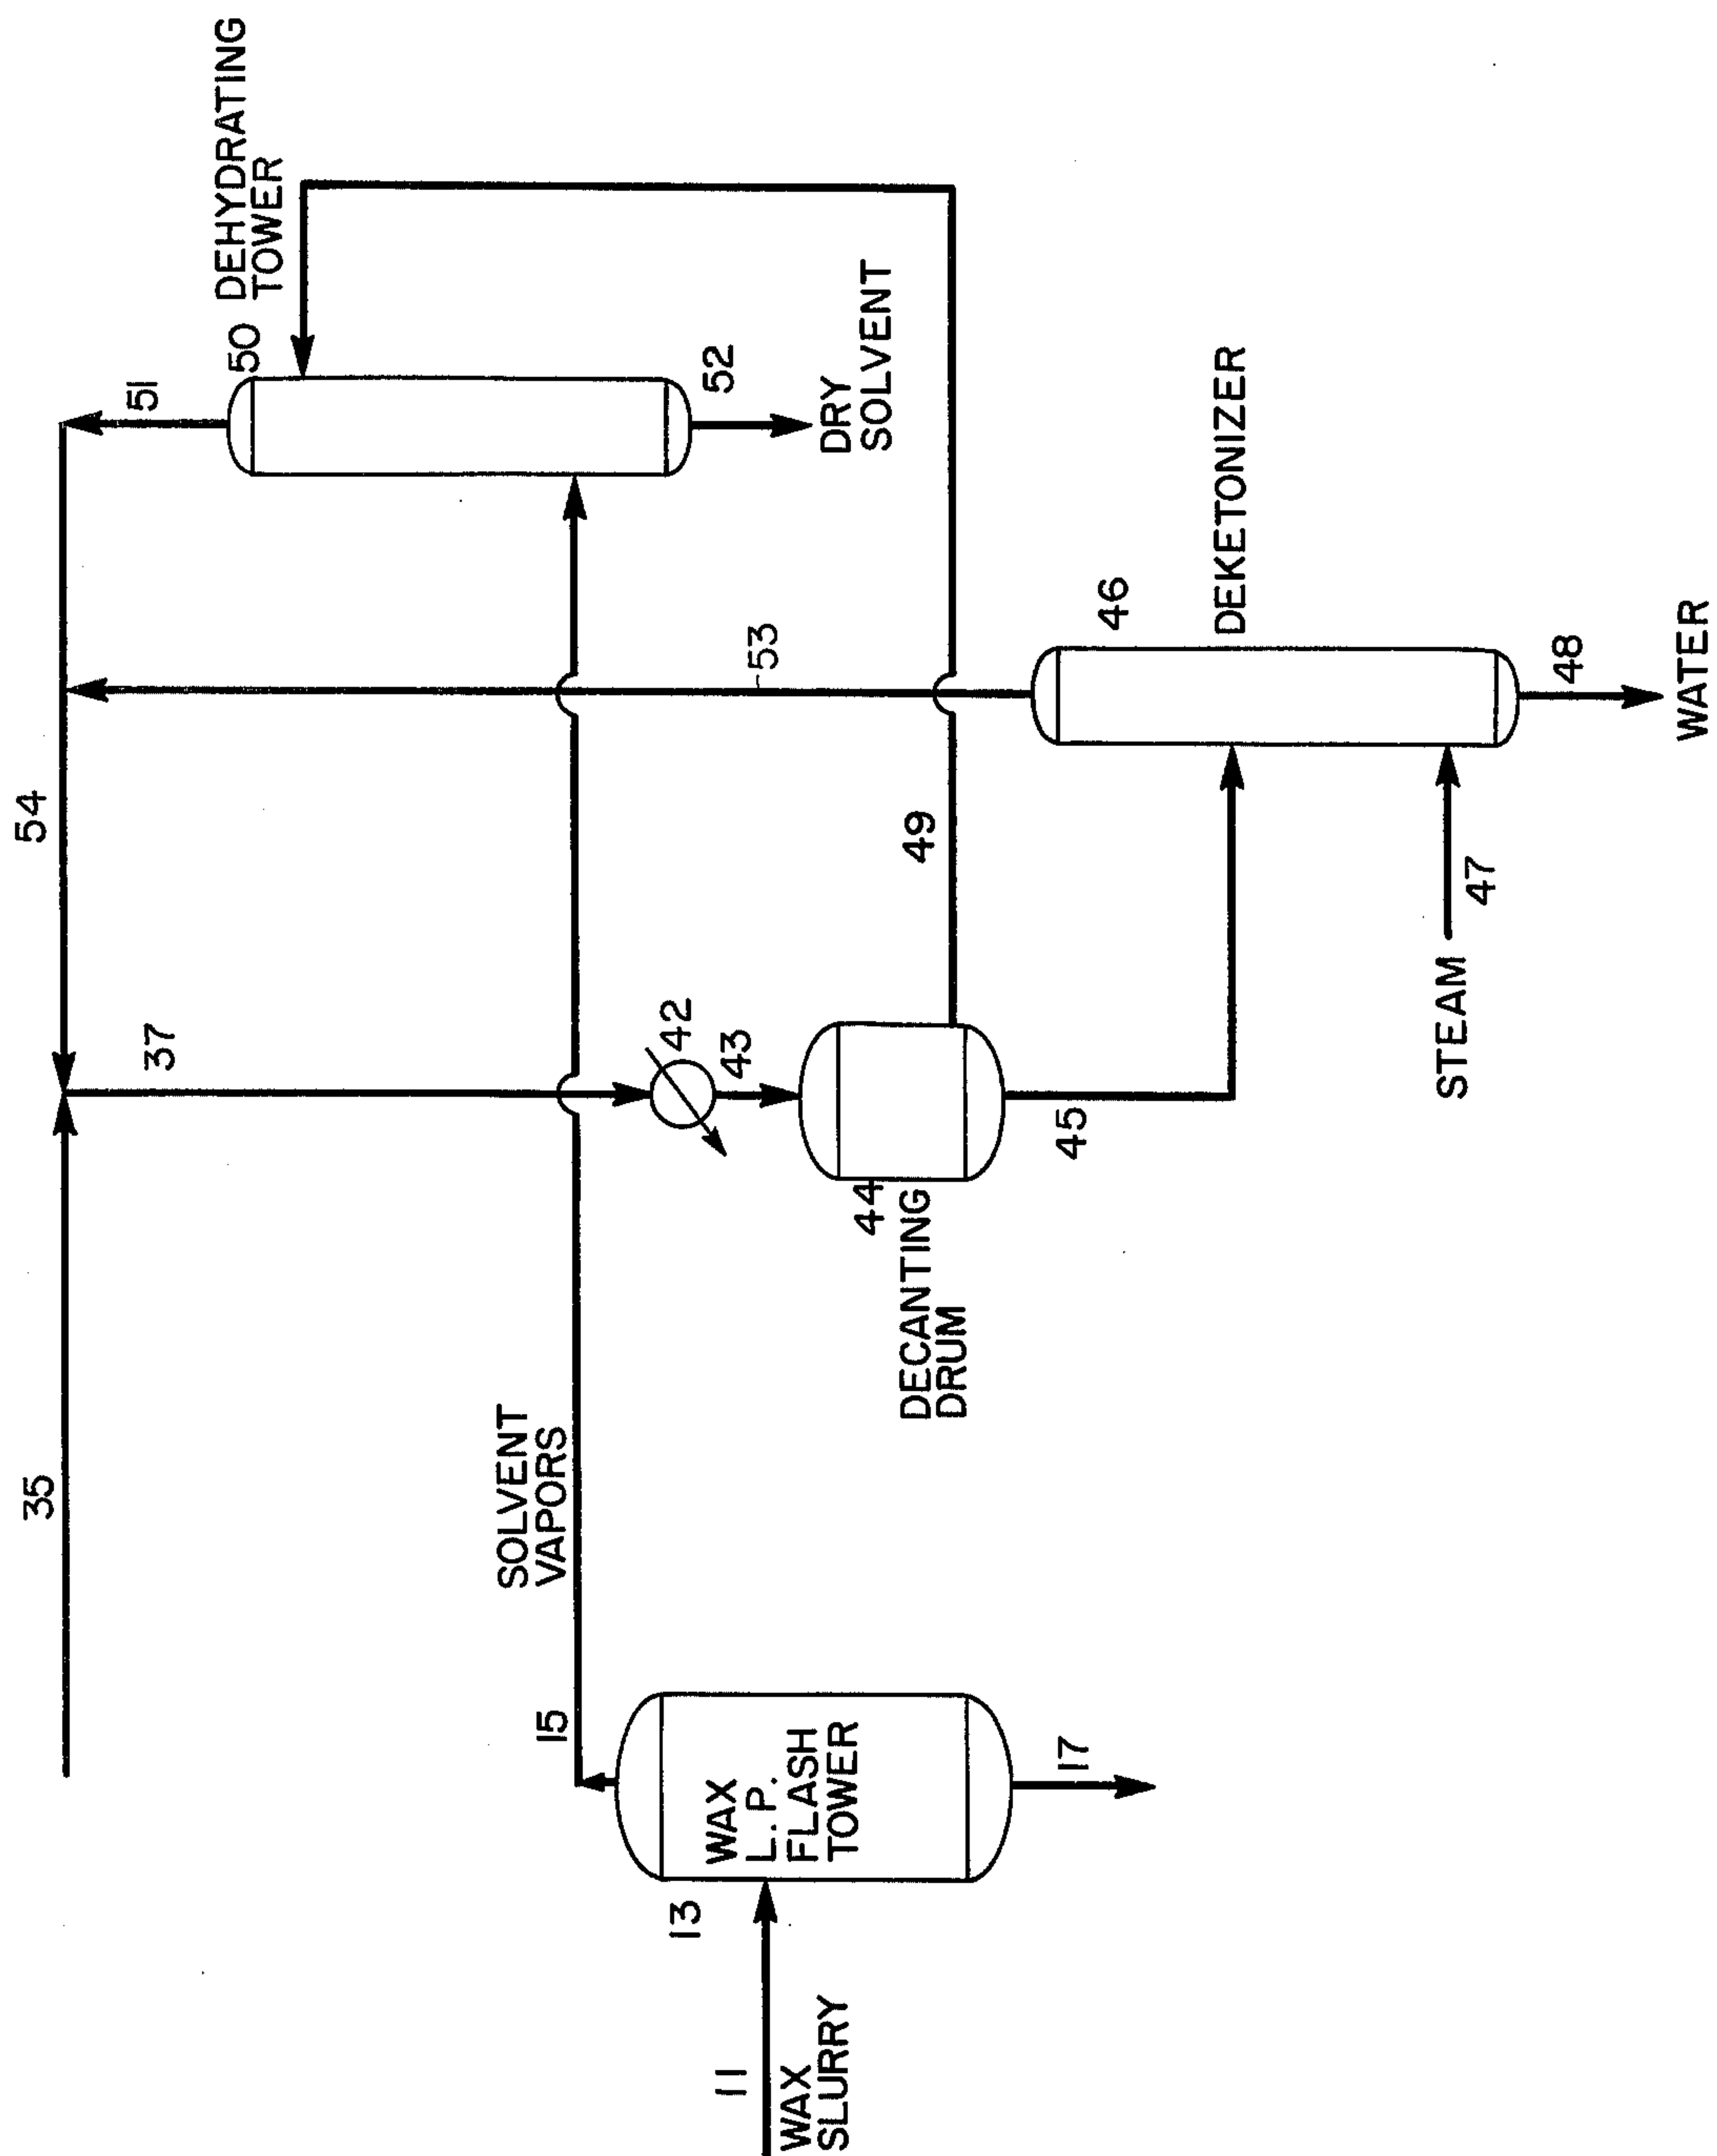 35
54
37
51
50 DEHYDRATING
TOWER
SOLVENT
VAPORS
15
53
42
43
44
DECANTING
DRUM
49
45
52
DRY
SOLVENT
46
DEKETONIZER
STEAM
47
48
WATER
13
WAX
L.P.
FLASH
TOWER
17
11
WAX
SLURRY